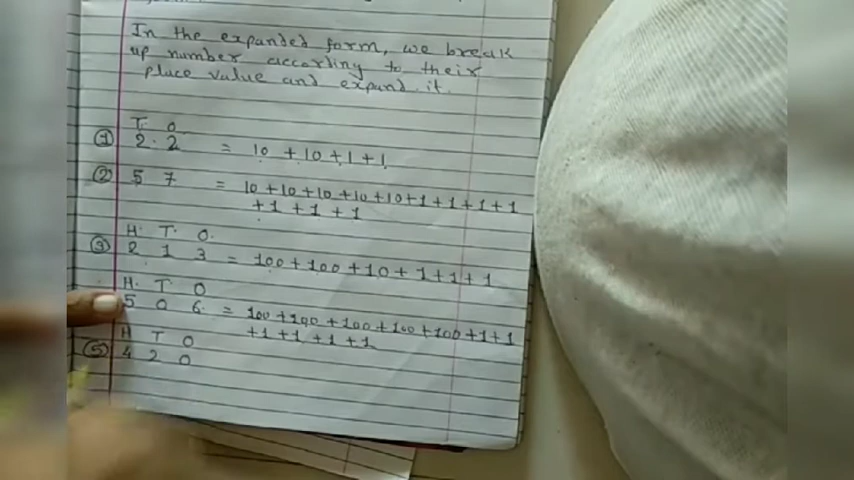 In the expanded form, we break
up number according to their
place value and expand it.
T. O
① 2. 2 = 10 + 10 + 1 + 1
② 5 7 = 10 + 10 + 10 + 10 + 10 + 1 + 1 + 1 + 1
+ 1 + 1 + 1
H. T. O.
③ 2 1 3 = 100 + 100 + 10 + 1 + 1 + 1
H. T. O
5 0 6. = 100 + 100 + 100 + 100 + 100 + 1 + 1
+ 1 + 1 + 1 + 1
H T O
⑤ 4 2 0